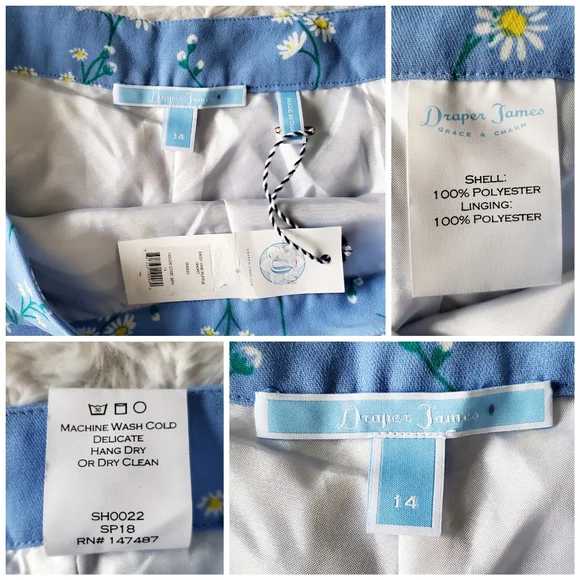 Draper James
14
Draper James
GRACE & CHARM
SHELL:
100% POLYESTER
LINGING:
100% POLYESTER
MACHINE WASH COLD
DELICATE
HANG DRY
OR DRY CLEAN
SH0022
SP18
RN# 147487
Draper James
14